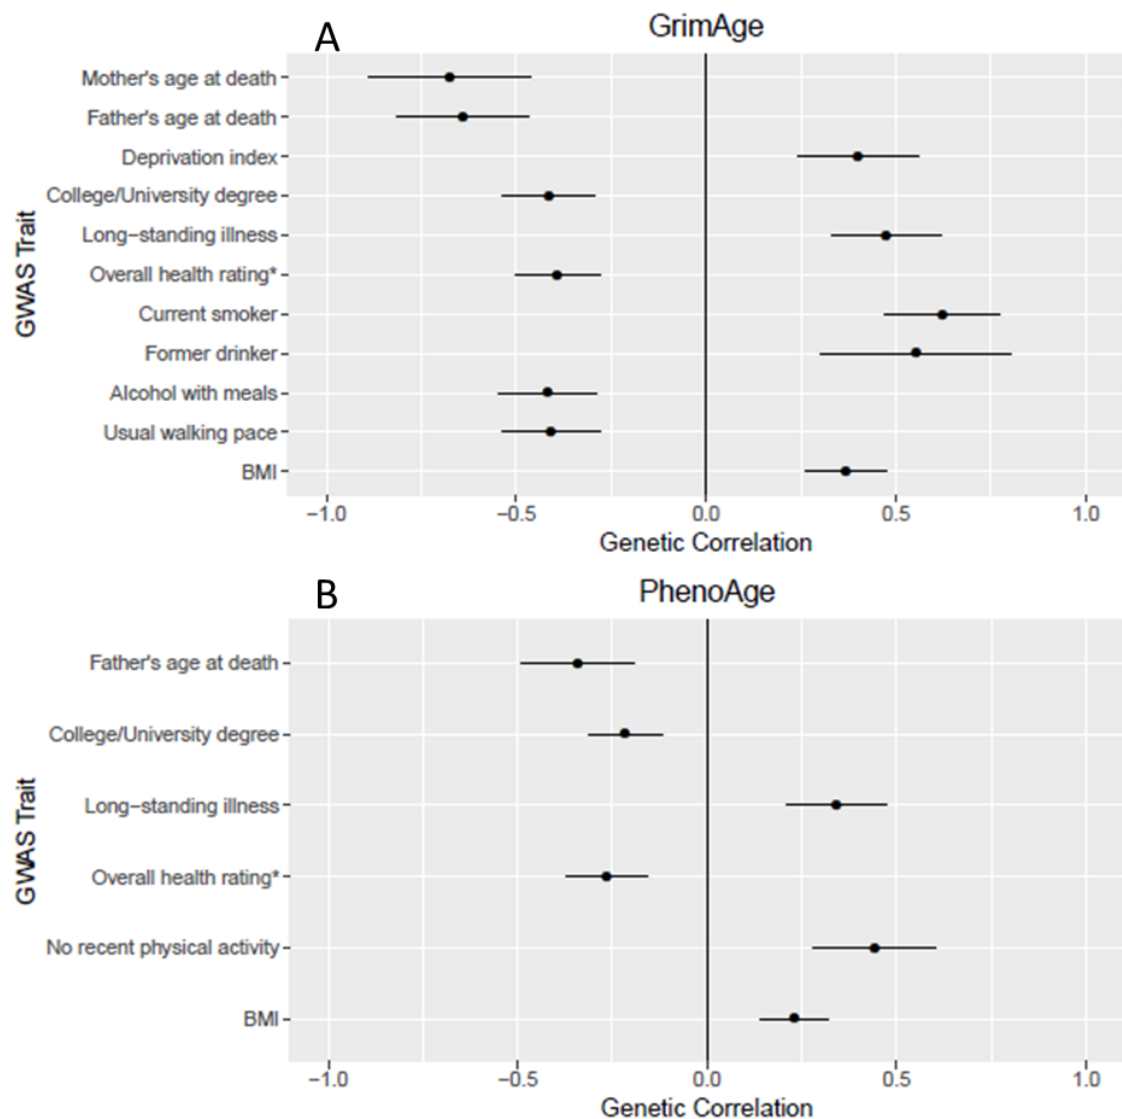 A
GrimAge
GWAS Trait
Mother's age at death
Father's age at death
Deprivation index
College/University degree
Long−standing illness
Overall health rating*
Current smoker
Former drinker
Alcohol with meals
Usual walking pace
BMI
−1.0 −0.5 0.0 0.5 1.0
Genetic Correlation
B
PhenoAge
GWAS Trait
Father's age at death
College/University degree
Long−standing illness
Overall health rating*
No recent physical activity
BMI
−1.0 −0.5 0.0 0.5 1.0
Genetic Correlation